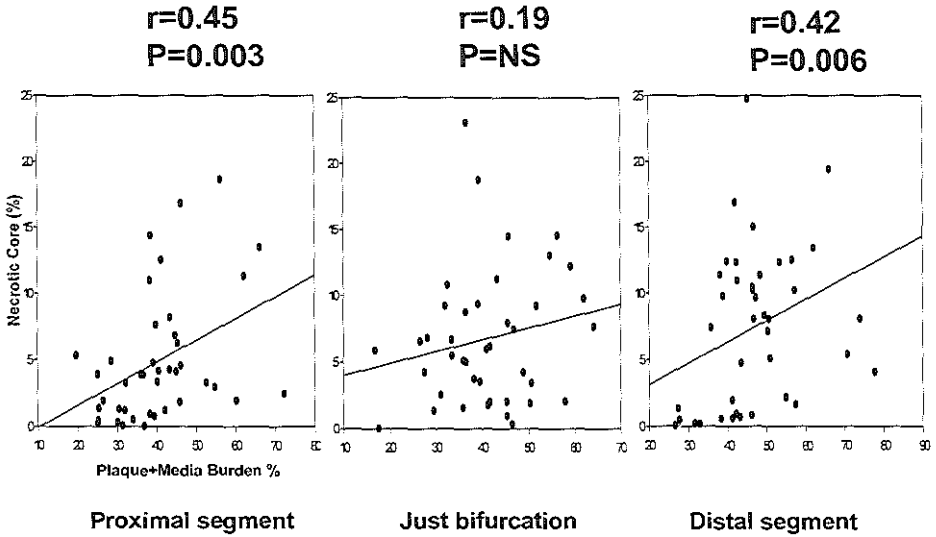 r=0.45 r=0.19 r=0.42
P=0.003 P=NS P=0.006
25 25 25
20 20 20
15 15 15
10 10 10
5 5 5
0 0 0
Necrotic Core (%)
10 20 30 40 50 60 70 80 10 20 30 40 50 60 70 20 30 40 50 60 70 80 90
Plaque+Media Burden %
Proximal segment Just bifurcation Distal segment